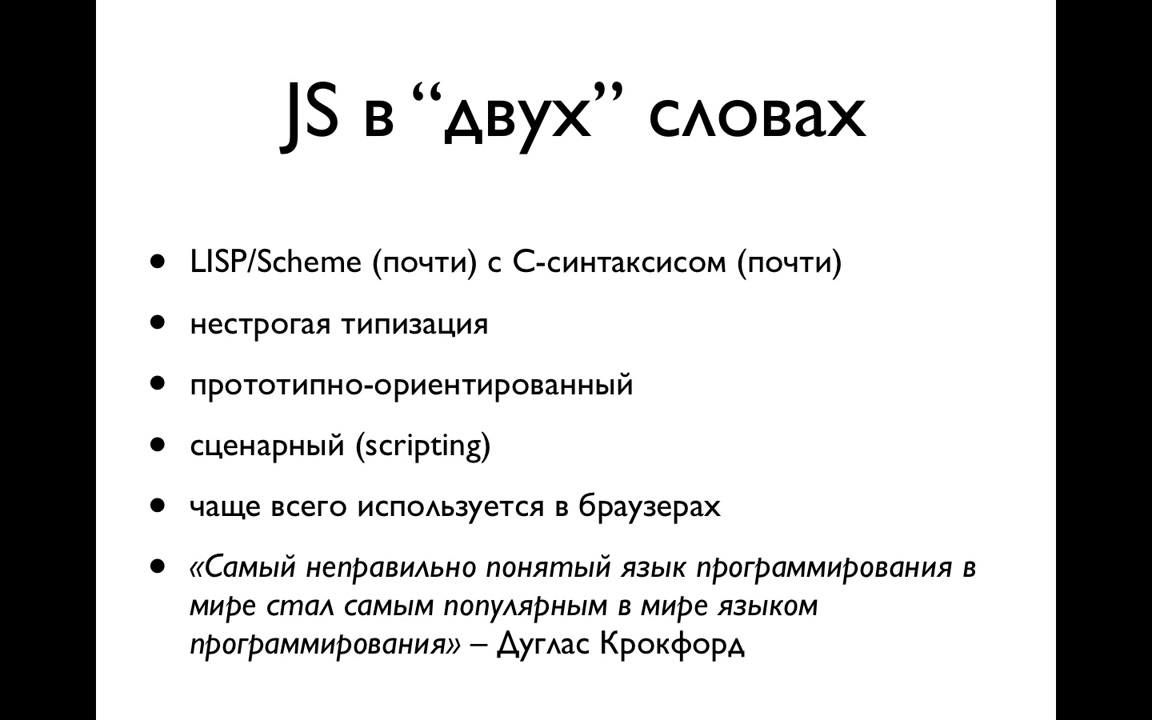 JS в “двух” словах
• LISP/Scheme (почти) с С-синтаксисом (почти)
• нестрогая типизация
• прототипно-ориентированный
• сценарный (scripting)
• чаще всего используется в браузерах
• «Самый неправильно понятый язык программирования в
мире стал самым популярным в мире языком
программирования» – Дуглас Крокфорд